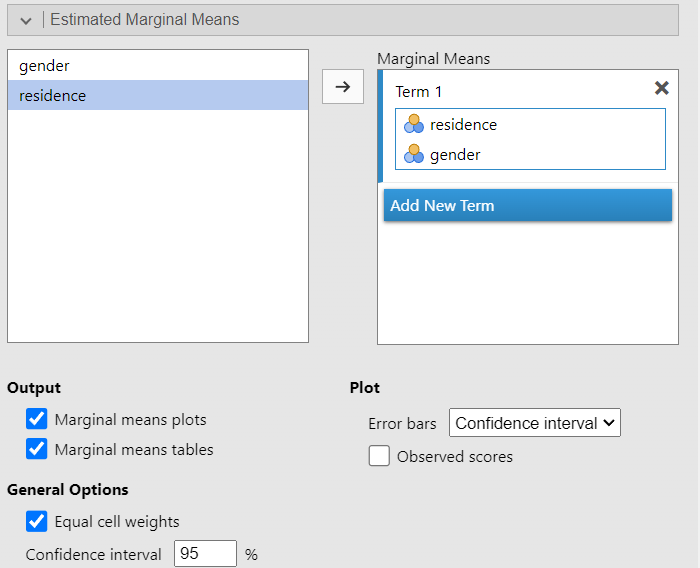 Estimated Marginal Means
gender
residence
Marginal Means
Term 1
residence
gender
Add New Term
Output
Marginal means plots
Marginal means tables
General Options
Equal cell weights
Confidence interval 95 %
Plot
Error bars Confidence interval
Observed scores